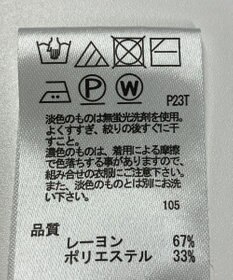 P W P23T
淡色のものは無蛍光洗剤を使用。
よくすすぎ、絞りの後すぐに干
すこと。
濃色のものは、着用による摩擦
で色落ちする事がありますので、
組み合せの衣服にご注意下さい。
また、淡色のものとは別にお洗
い下さい。
105
品質
レーヨン 67%
ポリエステル 33%